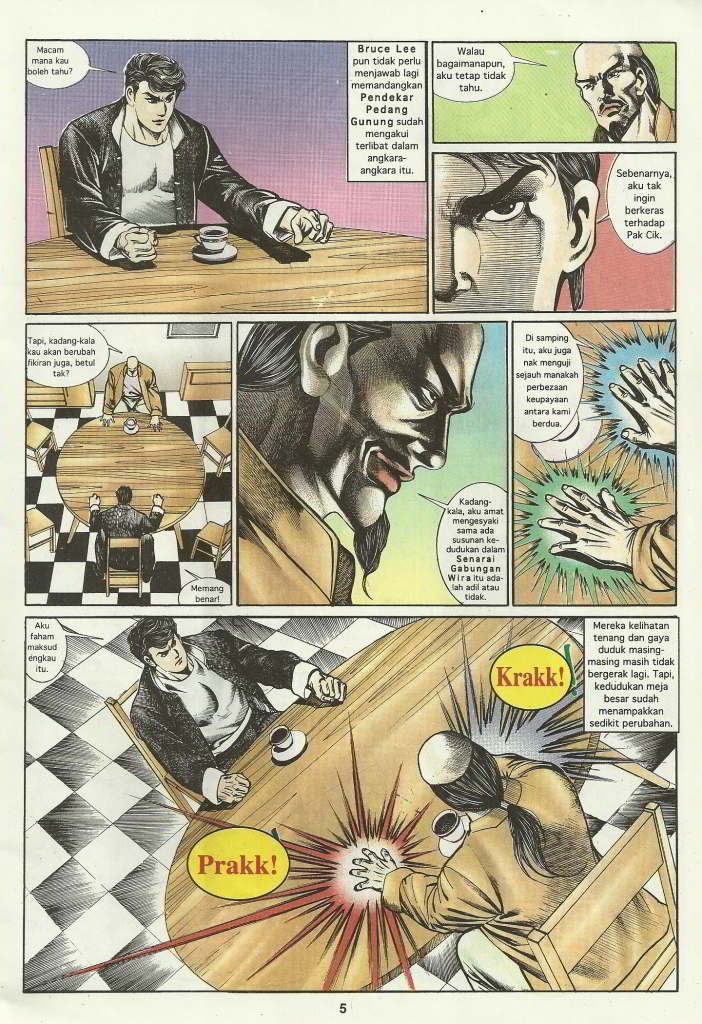 Macam
mana kau
boleh tahu?
Bruce Lee
pun tidak perlu
menjawab lagi
memandangkan
Pendekar
Pedang
Gunung sudah
mengakui
terlibat dalam
angkara-
angkara itu.
Walau
bagaimanapun,
aku tetap tidak
tahu.
Sebenarnya,
aku tak
ingin
berkeras
terhadap
Pak Cik.
Tapi, kadang-kala
kau akan berubah
fikiran juga, betul
tak?
Memang
benar!
Kadang-
kala, aku amat
mengesyaki
sama ada
susunan ke-
dudukan dalam
Senarai
Gabungan
Wira itu ada-
lah adil atau
tidak.
Di samping
itu, aku juga
nak menguji
sejauh manakah
perbezaan
keupayaan
antara kami
berdua.
Aku
faham
maksud
engkau
itu.
Mereka kelihatan
tenang dan gaya
duduk masing-
masing masih tidak
bergerak lagi. Tapi,
kedudukan meja
besar sudah
menampakkan
sedikit perubahan.
Krakk!
Prakk!
5